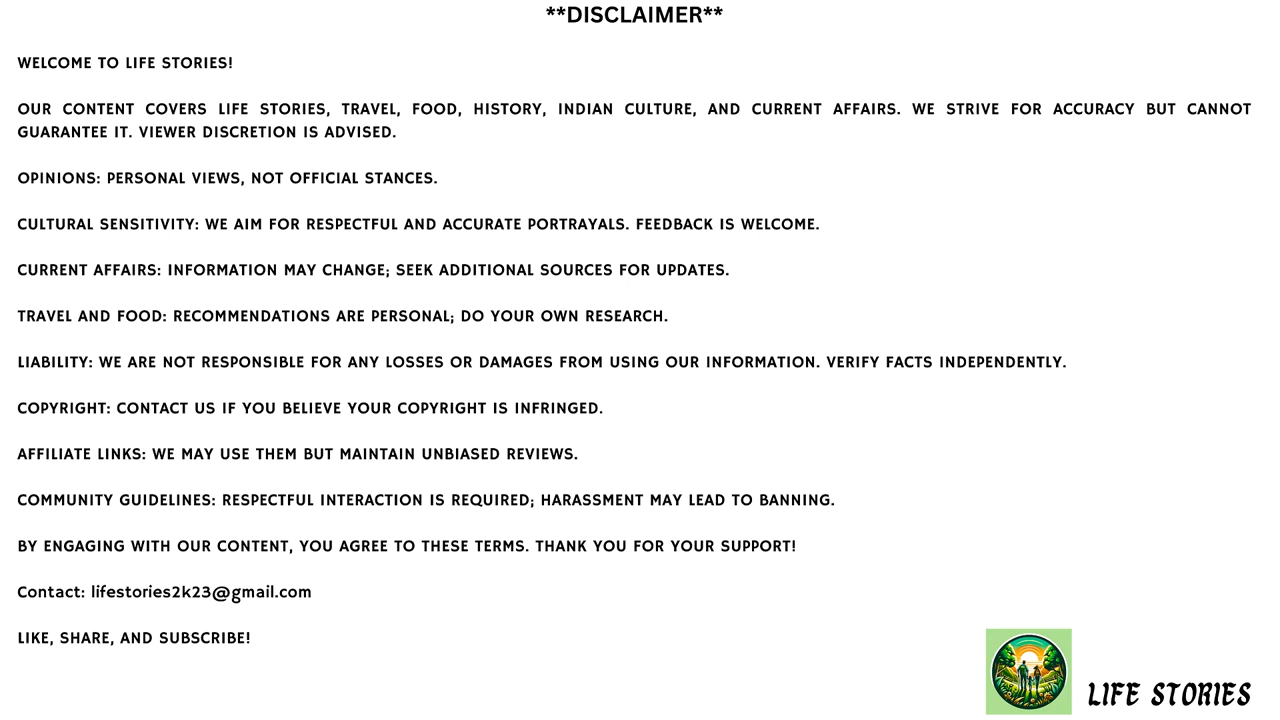 **DISCLAIMER**
WELCOME TO LIFE STORIES!
OUR CONTENT COVERS LIFE STORIES, TRAVEL, FOOD, HISTORY, INDIAN CULTURE, AND CURRENT AFFAIRS. WE STRIVE FOR ACCURACY BUT CANNOT
GUARANTEE IT. VIEWER DISCRETION IS ADVISED.
OPINIONS: PERSONAL VIEWS, NOT OFFICIAL STANCES.
CULTURAL SENSITIVITY: WE AIM FOR RESPECTFUL AND ACCURATE PORTRAYALS. FEEDBACK IS WELCOME.
CURRENT AFFAIRS: INFORMATION MAY CHANGE; SEEK ADDITIONAL SOURCES FOR UPDATES.
TRAVEL AND FOOD: RECOMMENDATIONS ARE PERSONAL; DO YOUR OWN RESEARCH.
LIABILITY: WE ARE NOT RESPONSIBLE FOR ANY LOSSES OR DAMAGES FROM USING OUR INFORMATION. VERIFY FACTS INDEPENDENTLY.
COPYRIGHT: CONTACT US IF YOU BELIEVE YOUR COPYRIGHT IS INFRINGED.
AFFILIATE LINKS: WE MAY USE THEM BUT MAINTAIN UNBIASED REVIEWS.
COMMUNITY GUIDELINES: RESPECTFUL INTERACTION IS REQUIRED; HARASSMENT MAY LEAD TO BANNING.
BY ENGAGING WITH OUR CONTENT, YOU AGREE TO THESE TERMS. THANK YOU FOR YOUR SUPPORT!
Contact: lifestories2k23@gmail.com
LIKE, SHARE, AND SUBSCRIBE!
LIFE STORIES